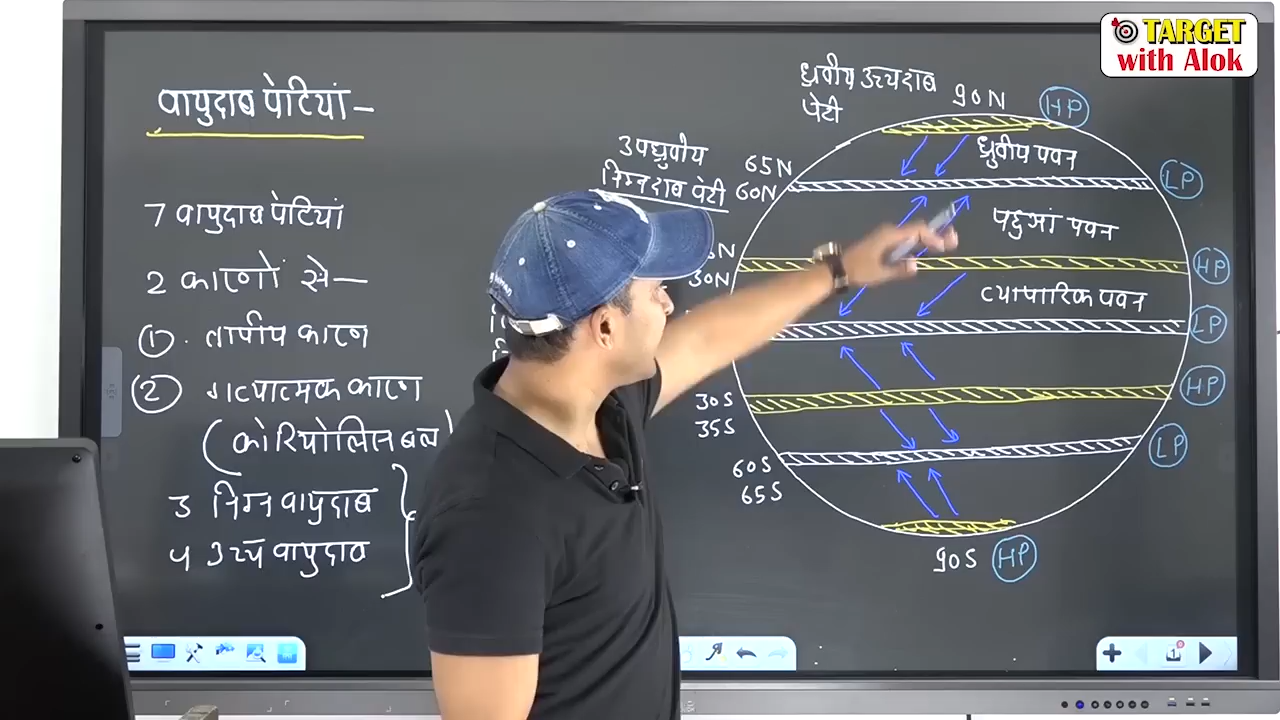 TARGET
with Alok
वायुदाब पेटियां –
7 वायुदाब पेटियां
2 कारणों से —
① . तापीय कारण
② गत्यात्मक कारण
(कोरियोलिस बल)
3 निम्न वायुदाब
4 उच्च वायुदाब
ध्रुवीय उच्चदाब
पेटी
90N
HP
उपध्रुवीय
निम्नदाब पेटी
65N
60N
ध्रुवीय पवन
LP
पछुआं पवन
30N
HP
व्यापारिक पवन
LP
30S
35S
HP
60S
65S
LP
90S
HP